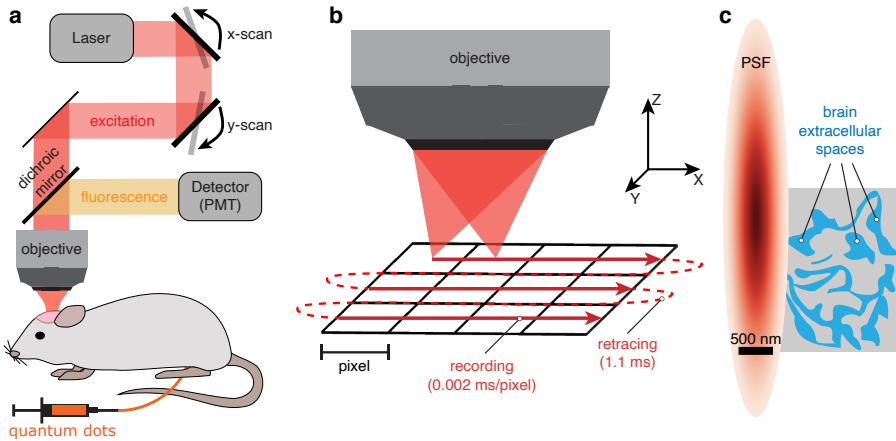 a
Laser
x-scan
excitation
y-scan
dichroic
mirror
fluorescence
Detector
(PMT)
objective
quantum dots
b
objective
Z
X
Y
pixel
recording
(0.002 ms/pixel)
retracing
(1.1 ms)
c
PSF
brain
extracellular
spaces
500 nm